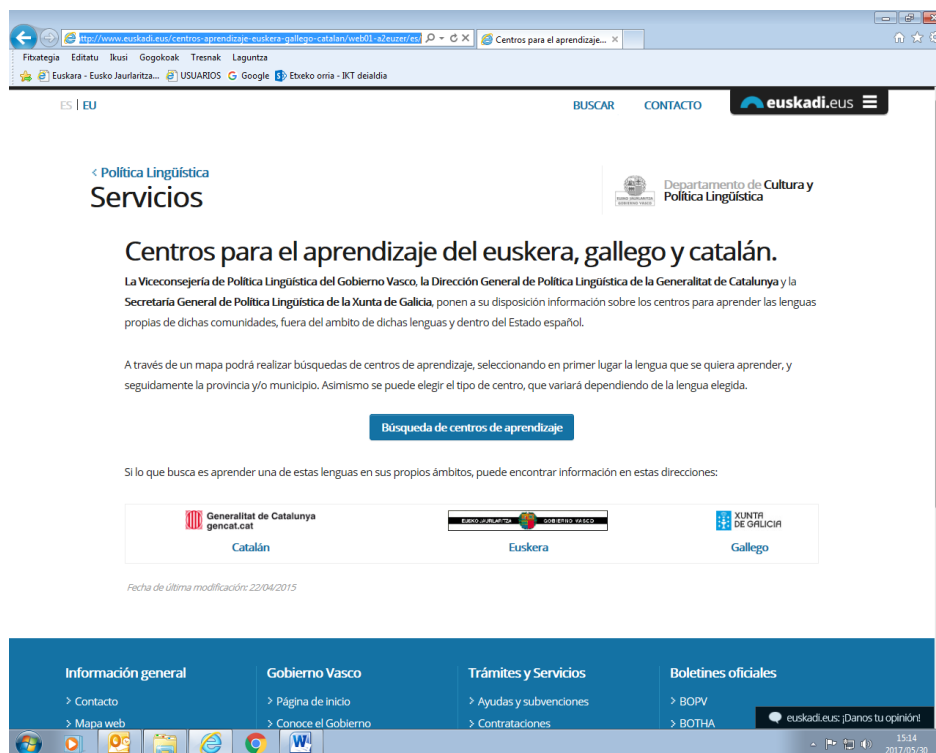 ttp://www.euskadi.eus/centros-aprendizaje-euskera-gallego-catalan/web01-a2euzer/es/
Centros para el aprendizaje...
Fitxategia Editatu Ikusi Gogokoak Tresnak Laguntza
Euskara - Eusko Jaurlaritza... USUARIOS Google Etxeko orria - IKT deialdia
ES | EU BUSCAR CONTACTO euskadi.eus
< Política Lingüística
Servicios
Departamento de Cultura y
Política Lingüística
Centros para el aprendizaje del euskera, gallego y catalán.
La Viceconsejería de Política Lingüística del Gobierno Vasco, la Dirección General de Política Lingüística de la Generalitat de Catalunya y la
Secretaría General de Política Lingüística de la Xunta de Galicia, ponen a su disposición información sobre los centros para aprender las lenguas
propias de dichas comunidades, fuera del ambito de dichas lenguas y dentro del Estado español.
A través de un mapa podrá realizar búsquedas de centros de aprendizaje, seleccionando en primer lugar la lengua que se quiera aprender, y
seguidamente la provincia y/o municipio. Asimismo se puede elegir el tipo de centro, que variará dependiendo de la lengua elegida.
Búsqueda de centros de aprendizaje
Si lo que busca es aprender una de estas lenguas en sus propios ámbitos, puede encontrar información en estas direcciones:
Generalitat de Catalunya
gencat.cat
EUSKO JAURLARITZA GOBIERNO VASCO
XUNTA
DE GALICIA
Catalán Euskera Gallego
Fecha de última modificación: 22/04/2015
Información general Gobierno Vasco Trámites y Servicios Boletines oficiales
> Contacto > Página de inicio > Ayudas y subvenciones > BOPV
> Mapa web > Conoce el Gobierno > Contrataciones > BOTHA
euskadi.eus: ¡Danos tu opinión!
15:14
2017/05/30